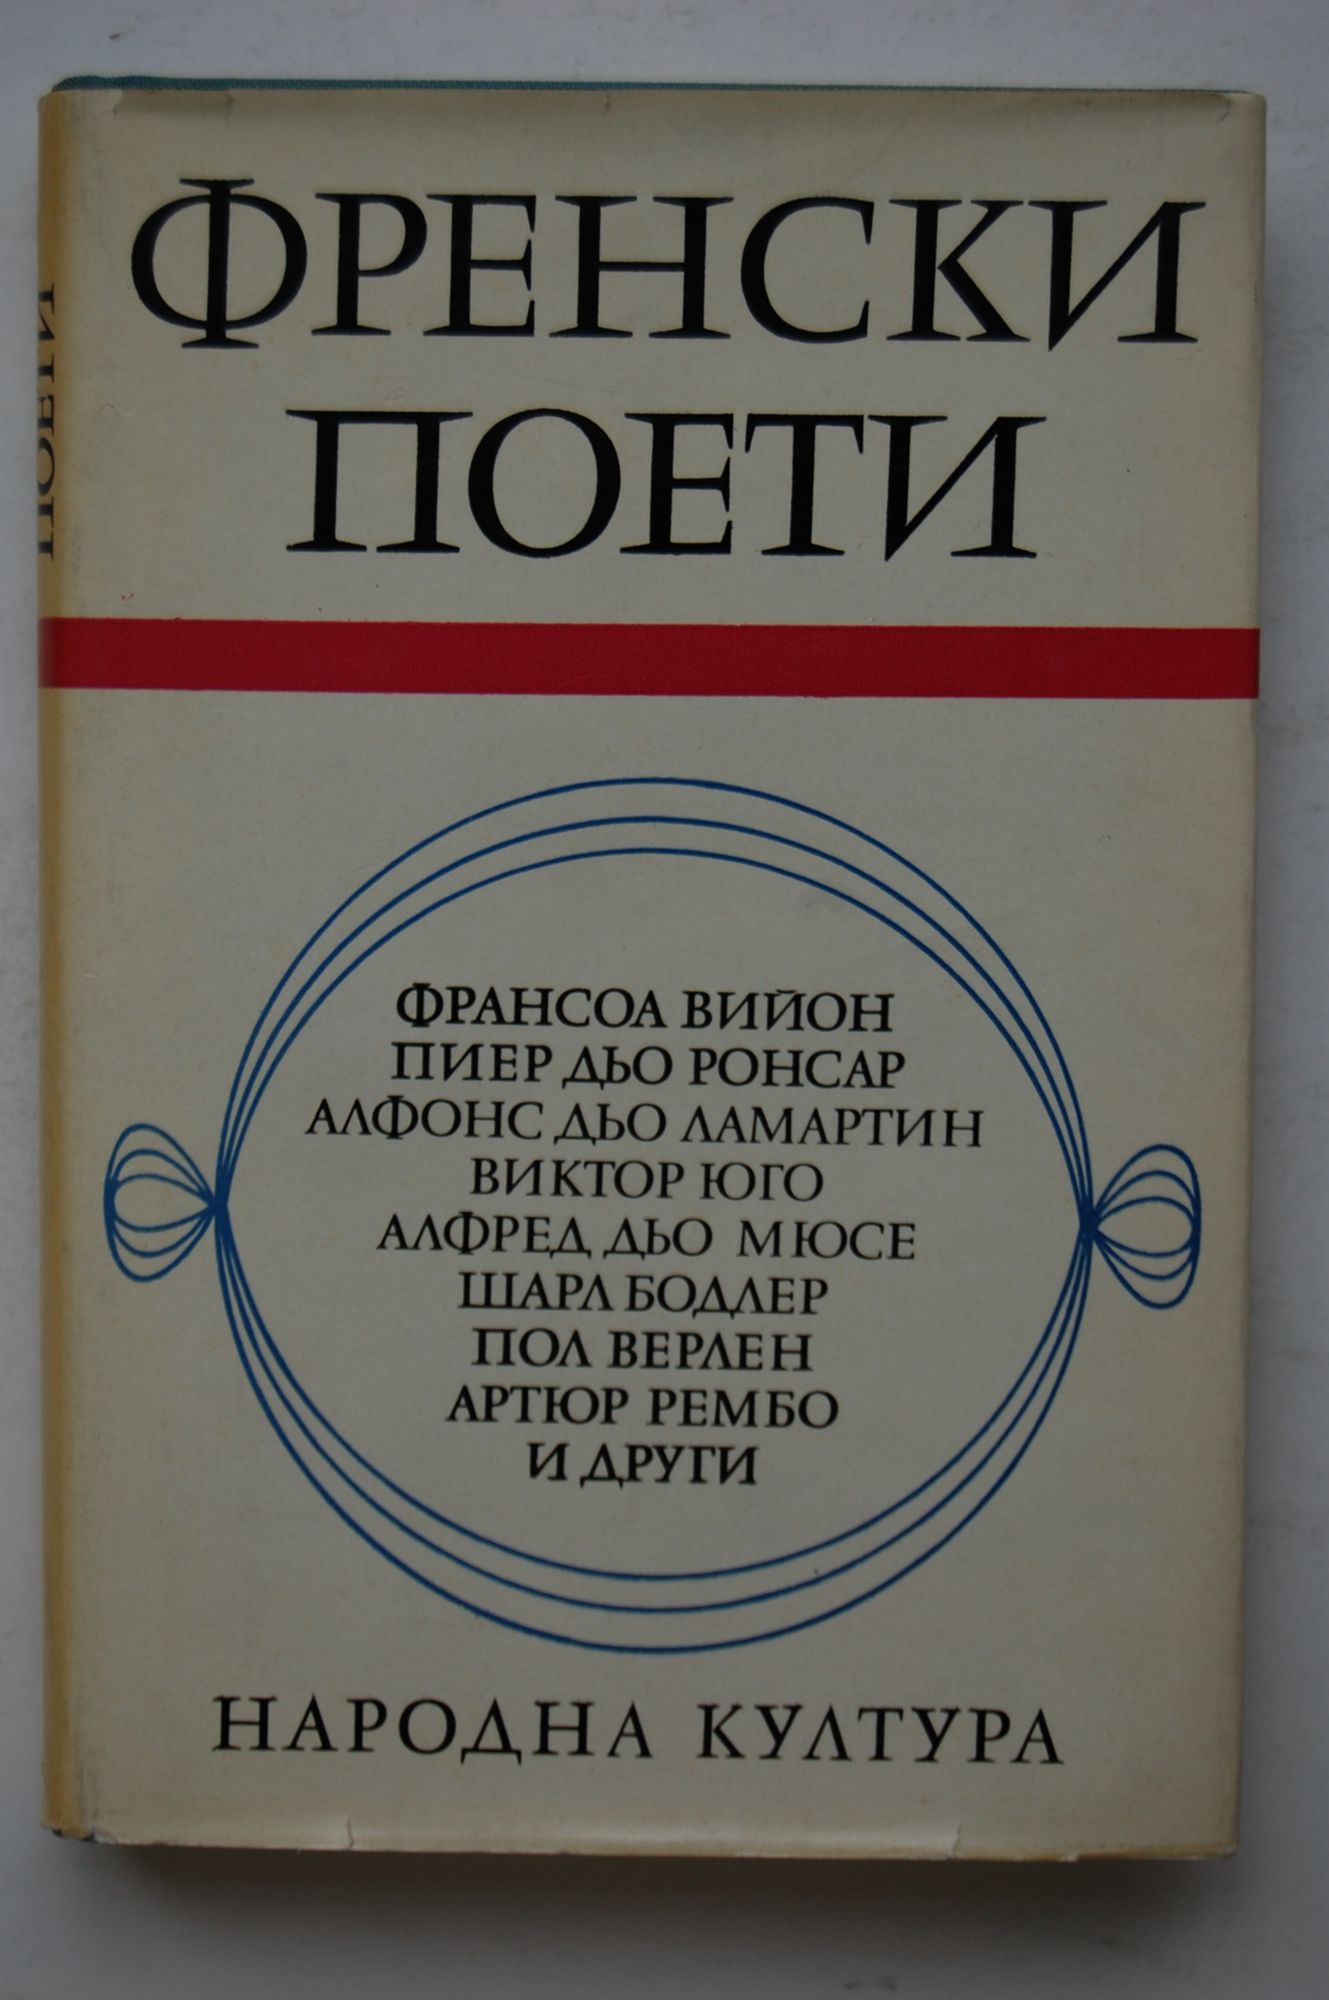 ФРЕНСКИ
ПОЕТИ
ФРАНСОА ВИЙОН
ПИЕР ДЬО РОНСАР
АЛФОНС ДЬО ЛАМАРТИН
ВИКТОР ЮГО
АЛФРЕД ДЬО МЮСЕ
ШАРЛ БОДЛЕР
ПОЛ ВЕРЛЕН
АРТЮР РЕМБО
И ДРУГИ
НАРОДНА КУЛТУРА
ПОЕТИ